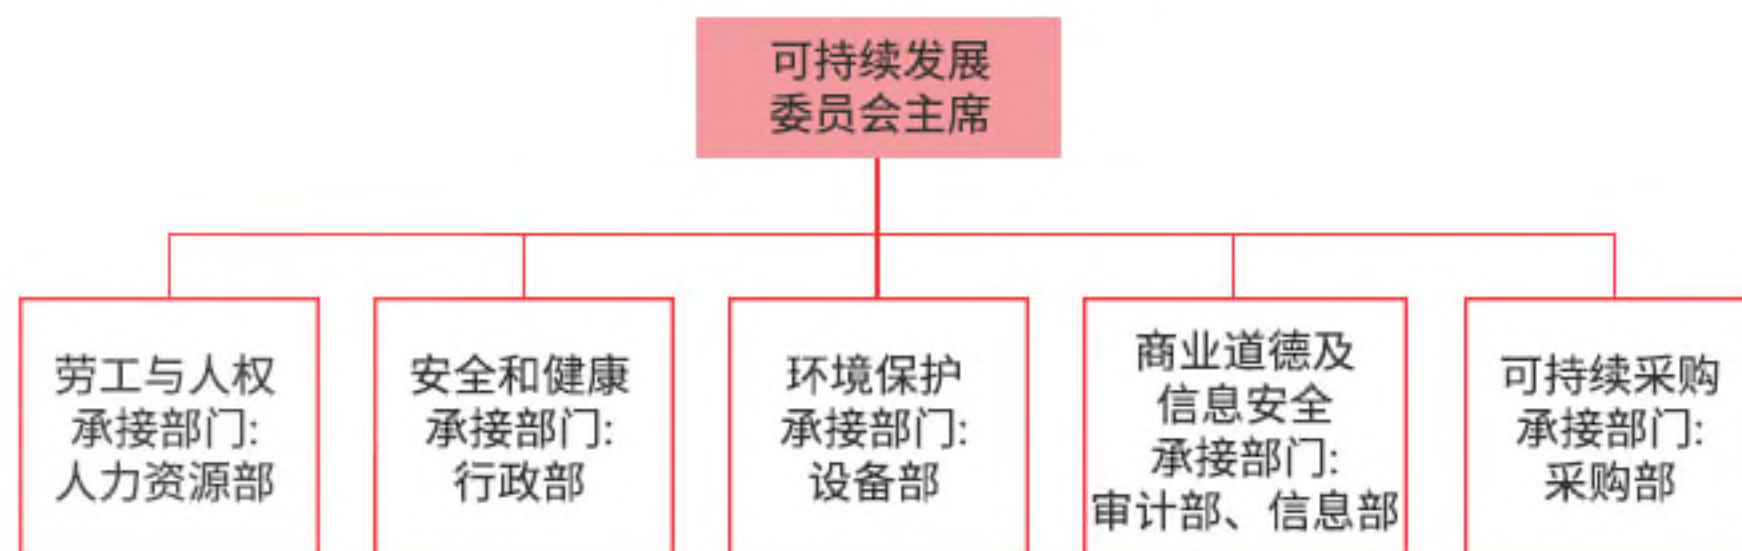 可持续发展
委员会主席
劳工与人权
承接部门:
人力资源部
安全和健康
承接部门:
行政部
环境保护
承接部门:
设备部
商业道德及
信息安全
承接部门:
审计部、信息部
可持续采购
承接部门:
采购部